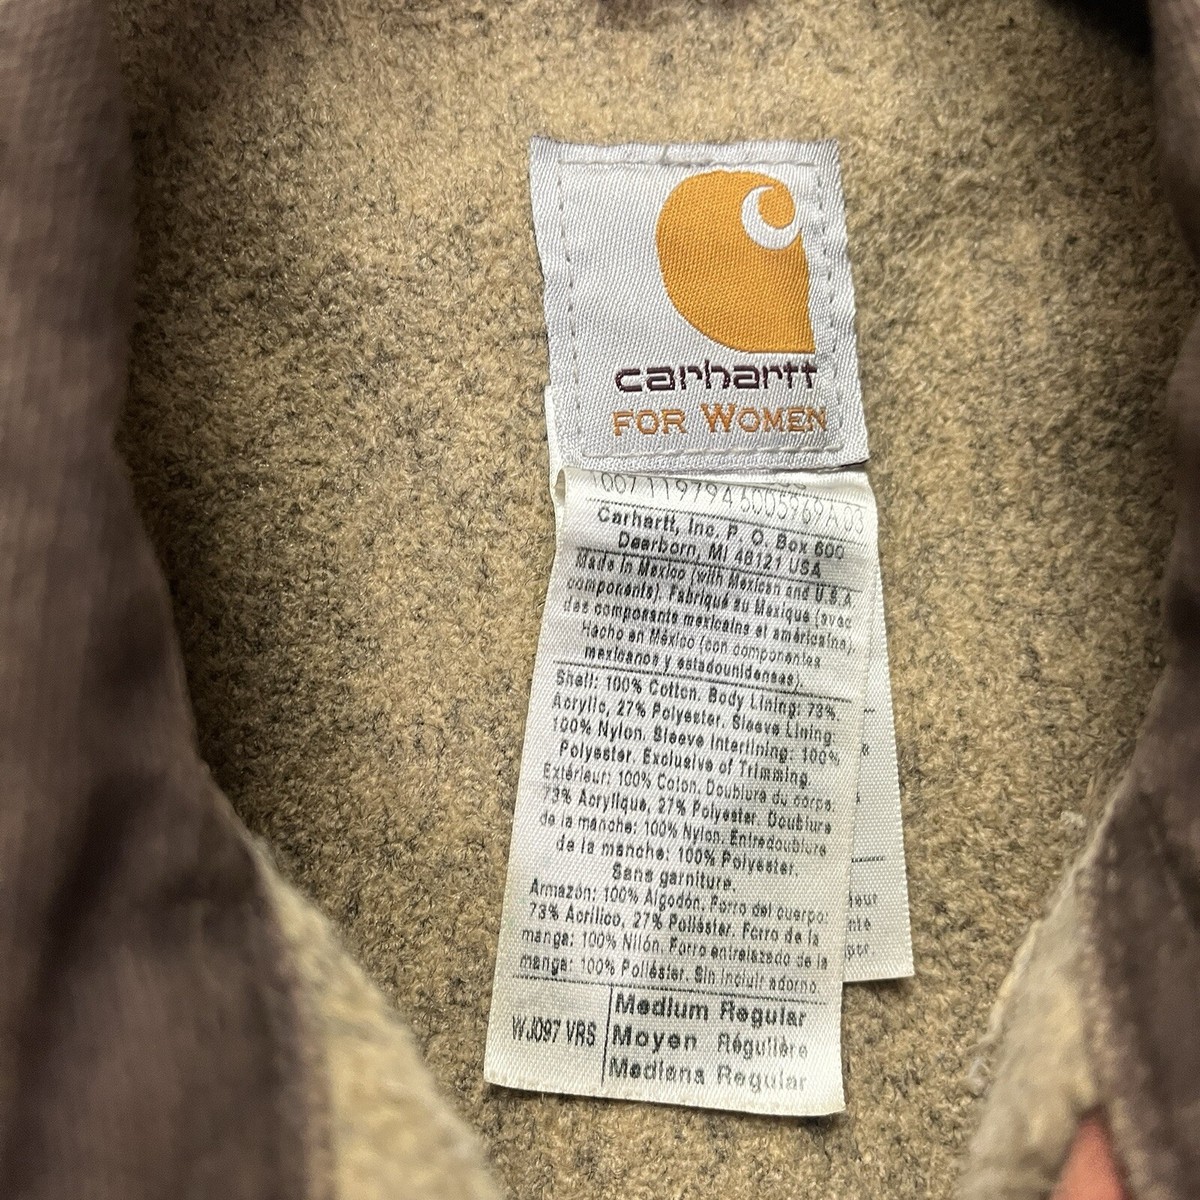 carhartt
FOR WOMEN
Carhartt, Inc. P. O. Box 600
Dearborn, MI 48121 USA
Made in Mexico (with Mexican and U.S.A
components). Fabriqué au Mexique (avec
des composants mexicains et américains)
Hecho en México (con componentes
mexicanos y estadounidenses).
Shell: 100% Cotton. Body Lining: 73%
Acrylic, 27% Polyester. Sleeve Lining:
100% Nylon. Sleeve Interlining: 100%
Polyester. Exclusive of Trimming.
Extérieur: 100% Coton. Doublure du corps:
73% Acrylique, 27% Polyester. Doublure
de la manche: 100% Nylon. Entredoublure
de la manche: 100% Polyester.
Sans garniture.
Armazón: 100% Algodón. Forro del cuerpo:
73% Acrílico, 27% Poliéster. Forro de la
manga: 100% Nilón. Forro entrelazado de la
manga: 100% Poliéster. Sin incluir adorno.
WJ097 VRS
Medium Regular
Moyen Régulière
Mediana Regular